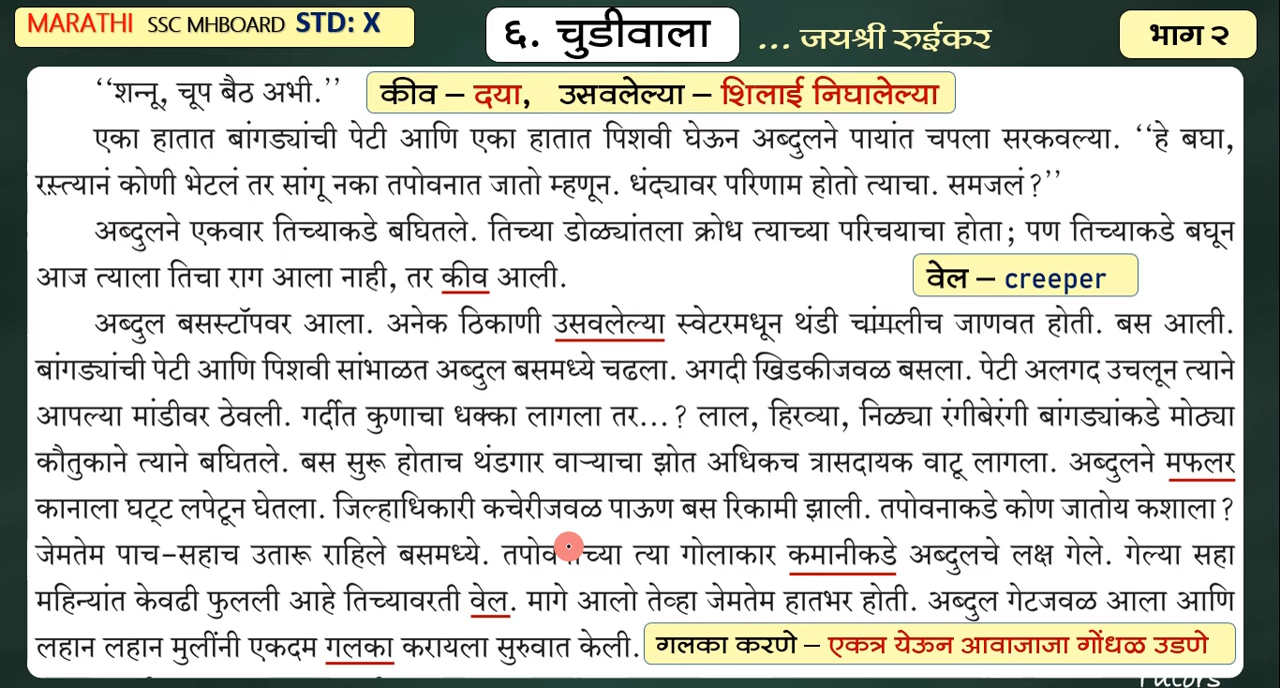 MARATHI SSC MHBOARD STD: X
६. चुडीवाला
... जयश्री रुईकर
भाग २
‘‘शन्नू, चूप बैठ अभी.’’
कीव – दया, उसवलेल्या – शिलाई निघालेल्या
एका हातात बांगड्यांची पेटी आणि एका हातात पिशवी घेऊन अब्दुलने पायांत चपला सरकवल्या. ‘‘हे बघा,
रस्त्यानं कोणी भेटलं तर सांगू नका तपोवनात जातो म्हणून. धंद्यावर परिणाम होतो त्याचा. समजलं?’’
अब्दुलने एकवार तिच्याकडे बघितले. तिच्या डोळ्यांतला क्रोध त्याच्या परिचयाचा होता; पण तिच्याकडे बघून
आज त्याला तिचा राग आला नाही, तर कीव आली.
वेल – creeper
अब्दुल बसस्टॉपवर आला. अनेक ठिकाणी उसवलेल्या स्वेटरमधून थंडी चांगलीच जाणवत होती. बस आली.
बांगड्यांची पेटी आणि पिशवी सांभाळत अब्दुल बसमध्ये चढला. अगदी खिडकीजवळ बसला. पेटी अलगद उचलून त्याने
आपल्या मांडीवर ठेवली. गर्दीत कुणाचा धक्का लागला तर...? लाल, हिरव्या, निळ्या रंगीबेरंगी बांगड्यांकडे मोठ्या
कौतुकाने त्याने बघितले. बस सुरू होताच थंडगार वाऱ्याचा झोत अधिकच त्रासदायक वाटू लागला. अब्दुलने मफलर
कानाला घट्ट लपेटून घेतला. जिल्हाधिकारी कचेरीजवळ पाऊण बस रिकामी झाली. तपोवनाकडे कोण जातोय कशाला?
जेमतेम पाच-सहाच उतारू राहिले बसमध्ये. त्या गोलाकार कमानीकडे अब्दुलचे लक्ष गेले. गेल्या सहा
महिन्यांत केवढी फुलली आहे तिच्यावरती वेल. मागे आलो तेव्हा जेमतेम हातभर होती. अब्दुल गेटजवळ आला आणि
लहान लहान मुलींनी एकदम गलका करायला सुरुवात केली.
गलका करणे – एकत्र येऊन आवाजाजा गोंधळ उडणे